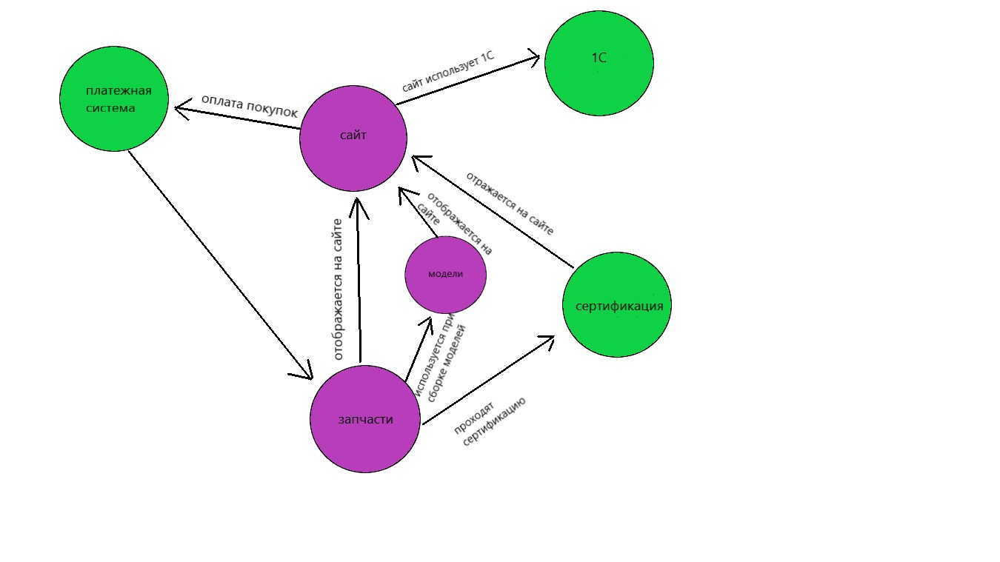 1С
сайт использует 1С
платежная
система
оплата покупок
сайт
отражается на сайте
отображается на
сайте
отображается на сайте
модели
сертификация
используется при
сборке моделей
запчасти
проходят
сертификацию